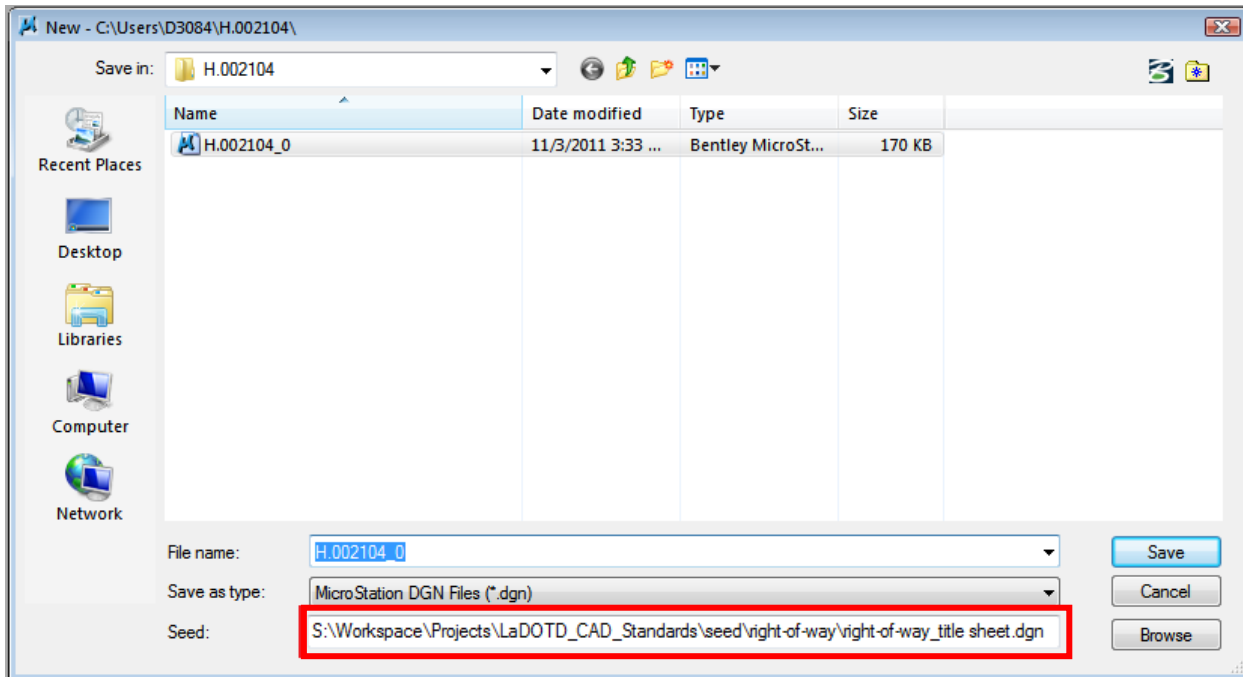 New - C:\Users\D3084\H.002104\
Save in: H.002104
Name Date modified Type Size
H.002104_0 11/3/2011 3:33 ... Bentley MicroSt... 170 KB
Recent Places
Desktop
Libraries
Computer
Network
File name: H.002104_0 Save
Save as type: MicroStation DGN Files (*.dgn) Cancel
Seed: S:\Workspace\Projects\LaDOTD_CAD_Standards\seed\right-of-way\right-of-way_title sheet.dgn Browse